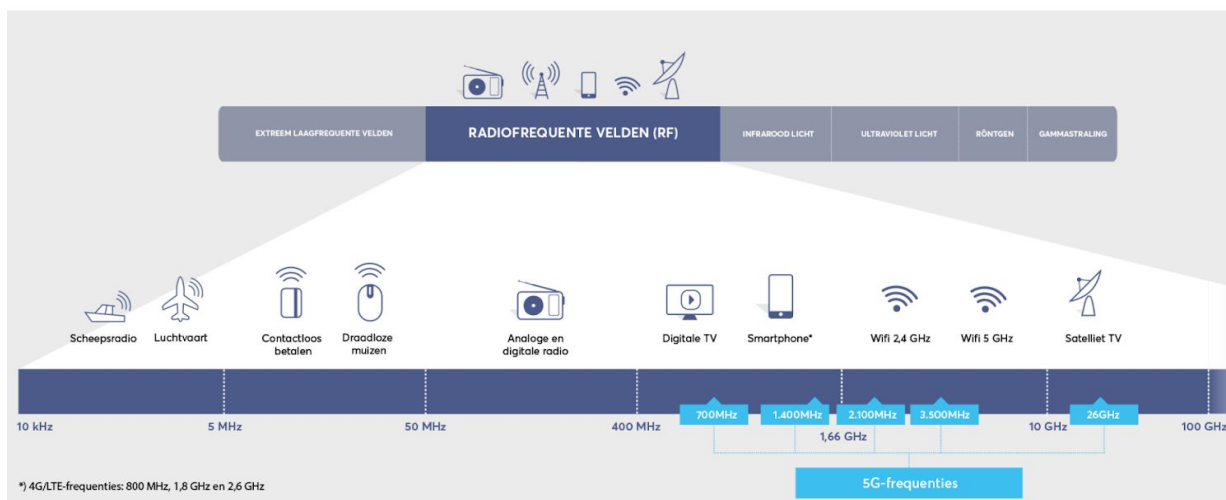 EXTREEM LAAGFREQUENTE VELDEN
RADIOFREQUENTE VELDEN (RF)
INFRAROOD LICHT
ULTRAVIOLET LICHT
RÖNTGEN
GAMMASTRALING
Scheepsradio
Luchtvaart
Contactloos
betalen
Draadloze
muizen
Analoge en
digitale radio
Digitale TV
Smartphone*
Wifi 2,4 GHz
Wifi 5 GHz
Satelliet TV
700MHz
1.400MHz
2.100MHz
3.500MHz
26GHz
10 kHz
5 MHz
50 MHz
400 MHz
1,66 GHz
10 GHz
100 GHz
5G-frequenties
*) 4G/LTE-frequenties: 800 MHz, 1,8 GHz en 2,6 GHz